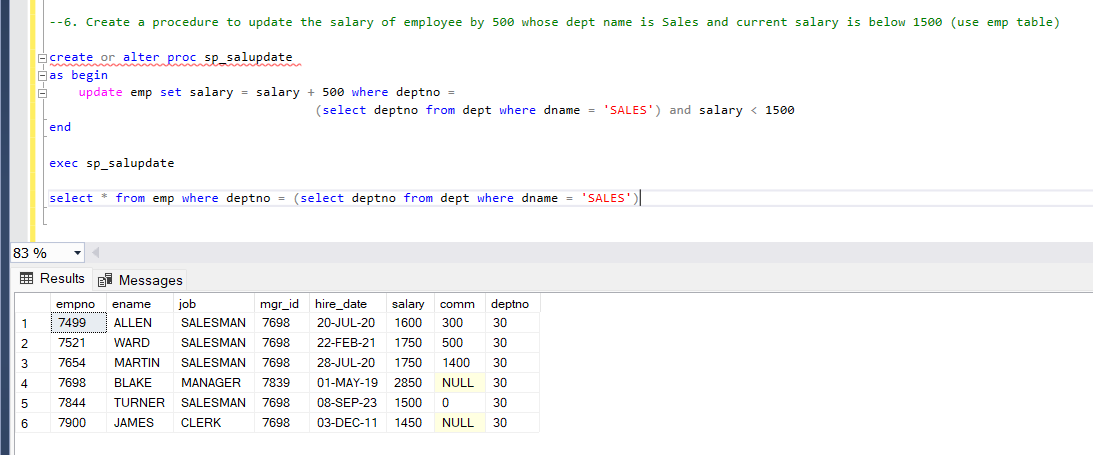 --6. Create a procedure to update the salary of employee by 500 whose dept name is Sales and current salary is below 1500 (use emp table)
create or alter proc sp_salupdate
as begin
update emp set salary = salary + 500 where deptno =
(select deptno from dept where dname = 'SALES') and salary < 1500
end
exec sp_salupdate
select * from emp where deptno = (select deptno from dept where dname = 'SALES')
83 %
Results Messages
empno ename job mgr_id hire_date salary comm deptno
1 7499 ALLEN SALESMAN 7698 20-JUL-20 1600 300 30
2 7521 WARD SALESMAN 7698 22-FEB-21 1750 500 30
3 7654 MARTIN SALESMAN 7698 28-JUL-20 1750 1400 30
4 7698 BLAKE MANAGER 7839 01-MAY-19 2850 NULL 30
5 7844 TURNER SALESMAN 7698 08-SEP-23 1500 0 30
6 7900 JAMES CLERK 7698 03-DEC-11 1450 NULL 30